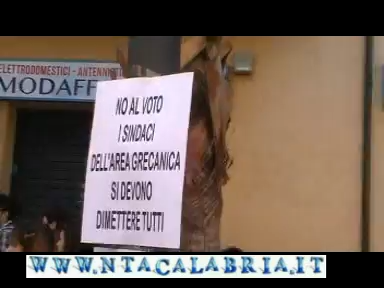 ELETTRODOMESTICI - ANTENN
MODAFF
NO AL VOTO
I SINDACI
DELL'AREA GRECANICA
SI DEVONO
DIMETTERE TUTTI
WWW.NTACALABRIA.IT